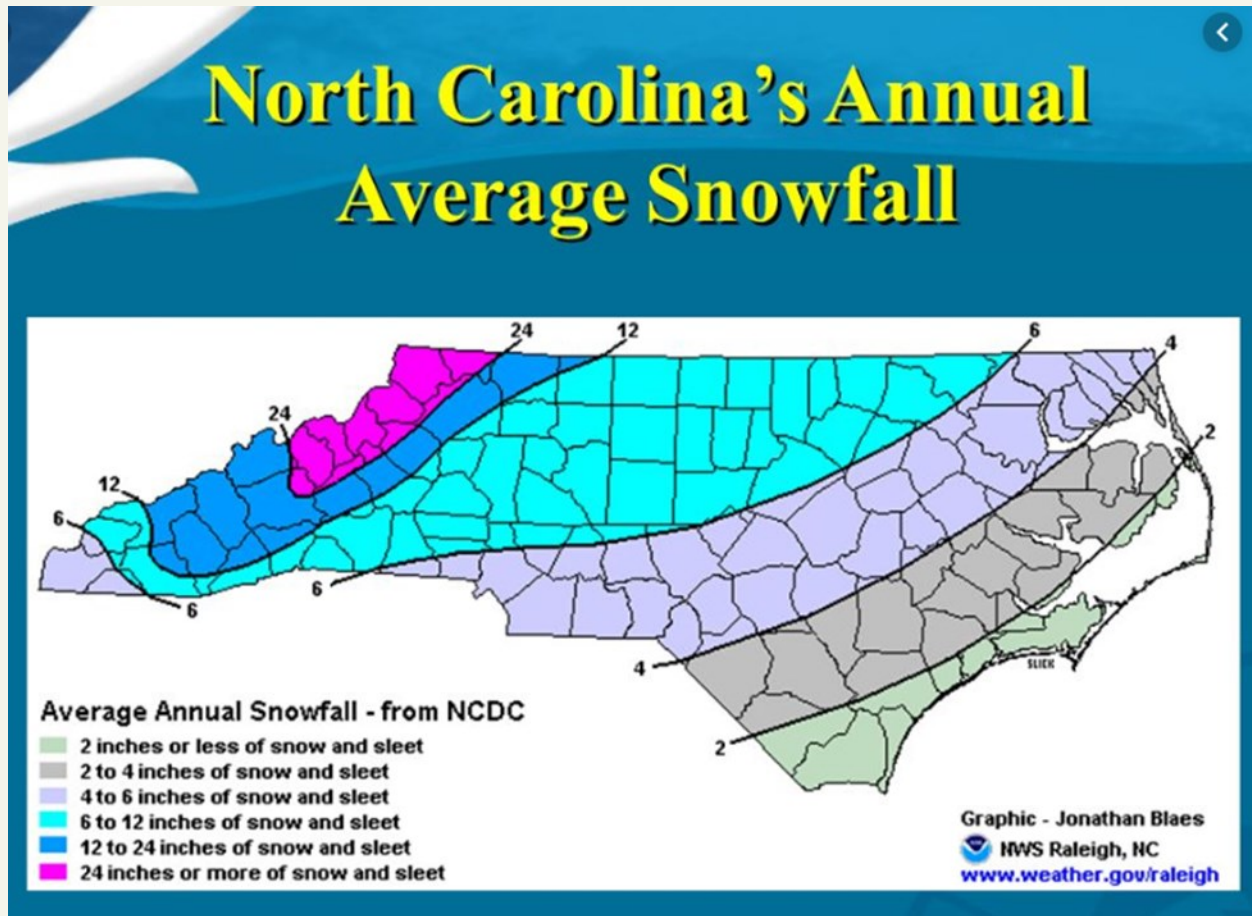 North Carolina's Annual
Average Snowfall
24
12
6
4
24
2
12
6
6
6
4
SLICK
2
Average Annual Snowfall - from NCDC
2 inches or less of snow and sleet
2 to 4 inches of snow and sleet
4 to 6 inches of snow and sleet
6 to 12 inches of snow and sleet
12 to 24 inches of snow and sleet
24 inches or more of snow and sleet
Graphic - Jonathan Blaes
NWS Raleigh, NC
www.weather.gov/raleigh